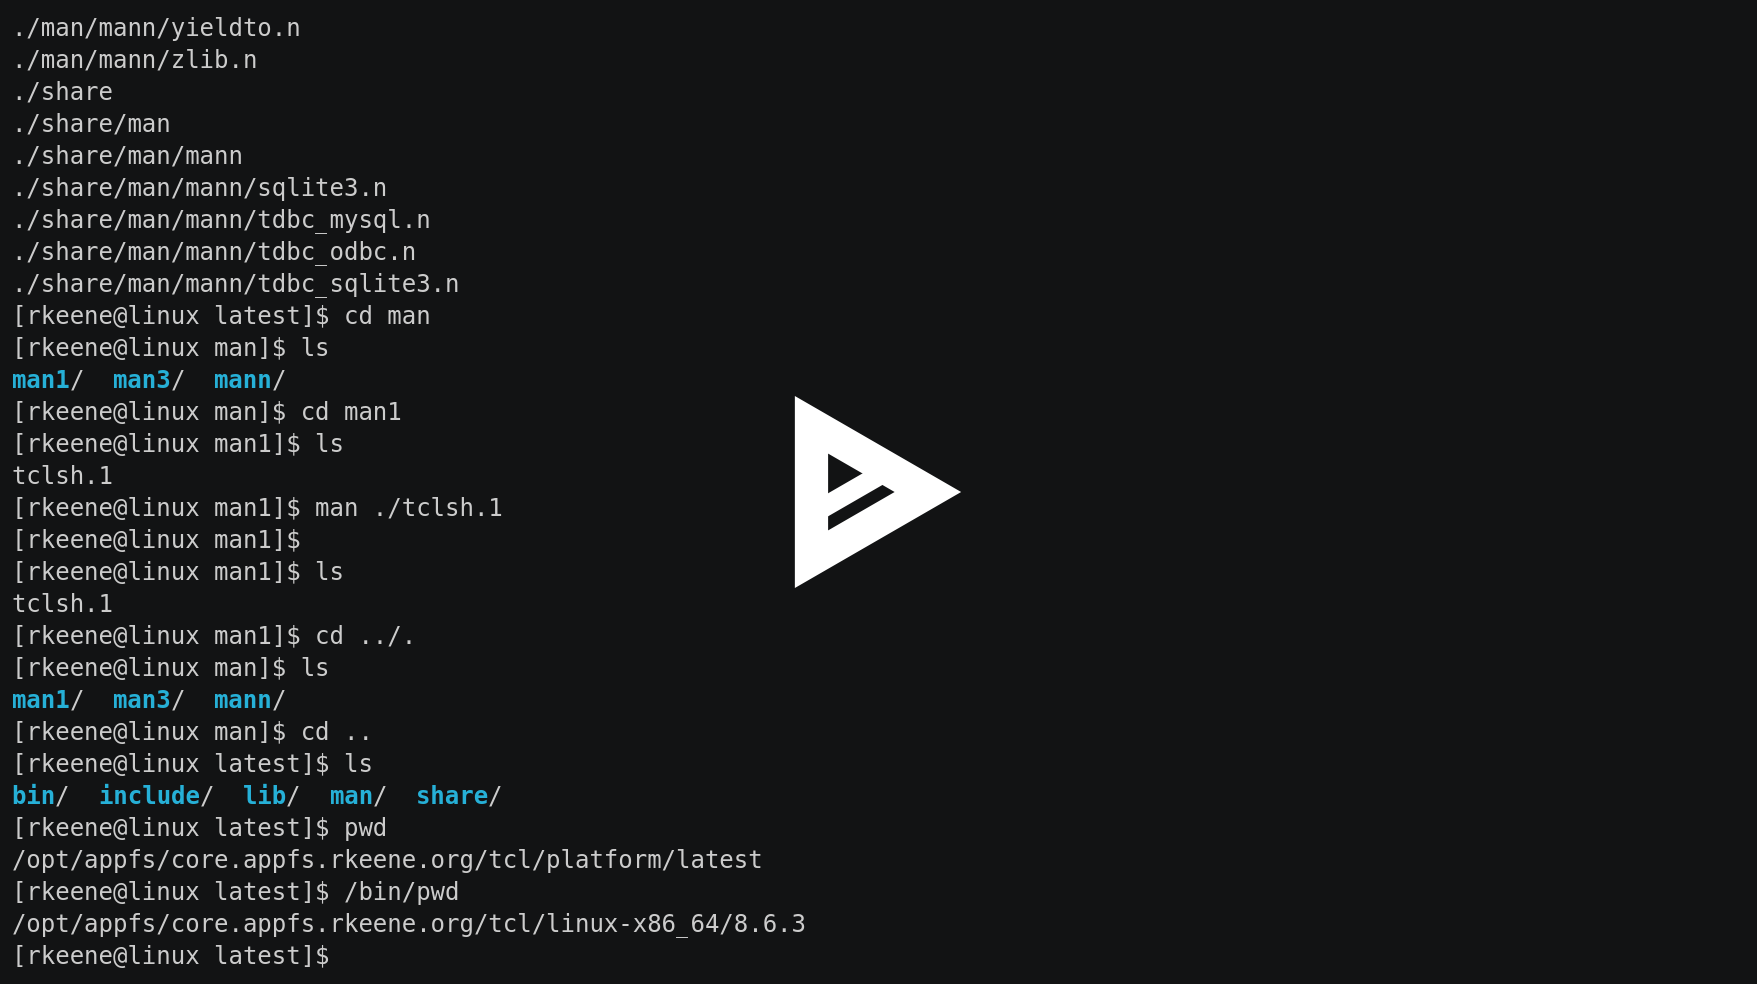 ./man/mann/yieldto.n
./man/mann/zlib.n
./share
./share/man
./share/man/mann
./share/man/mann/sqlite3.n
./share/man/mann/tdbc_mysql.n
./share/man/mann/tdbc_odbc.n
./share/man/mann/tdbc_sqlite3.n
[rkeene@linux latest]$ cd man
[rkeene@linux man]$ ls
man1/  man3/  mann/
[rkeene@linux man]$ cd man1
[rkeene@linux man1]$ ls
tclsh.1
[rkeene@linux man1]$ man ./tclsh.1
[rkeene@linux man1]$
[rkeene@linux man1]$ ls
tclsh.1
[rkeene@linux man1]$ cd ../.
[rkeene@linux man]$ ls
man1/  man3/  mann/
[rkeene@linux man]$ cd ..
[rkeene@linux latest]$ ls
bin/  include/  lib/  man/  share/
[rkeene@linux latest]$ pwd
/opt/appfs/core.appfs.rkeene.org/tcl/platform/latest
[rkeene@linux latest]$ /bin/pwd
/opt/appfs/core.appfs.rkeene.org/tcl/linux-x86_64/8.6.3
[rkeene@linux latest]$